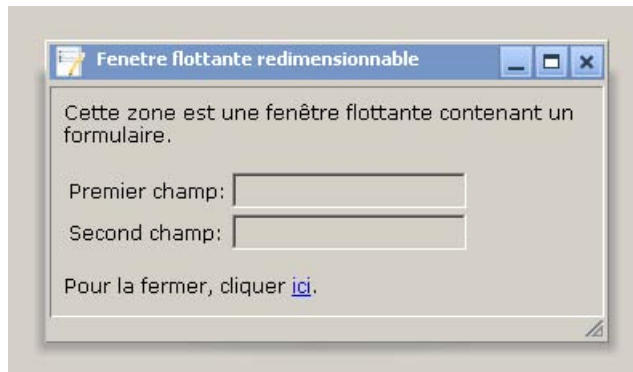 Fenetre flottante redimensionnable
Cette zone est une fenêtre flottante contenant un
formulaire.
Premier champ:
Second champ:
Pour la fermer, cliquer ici.